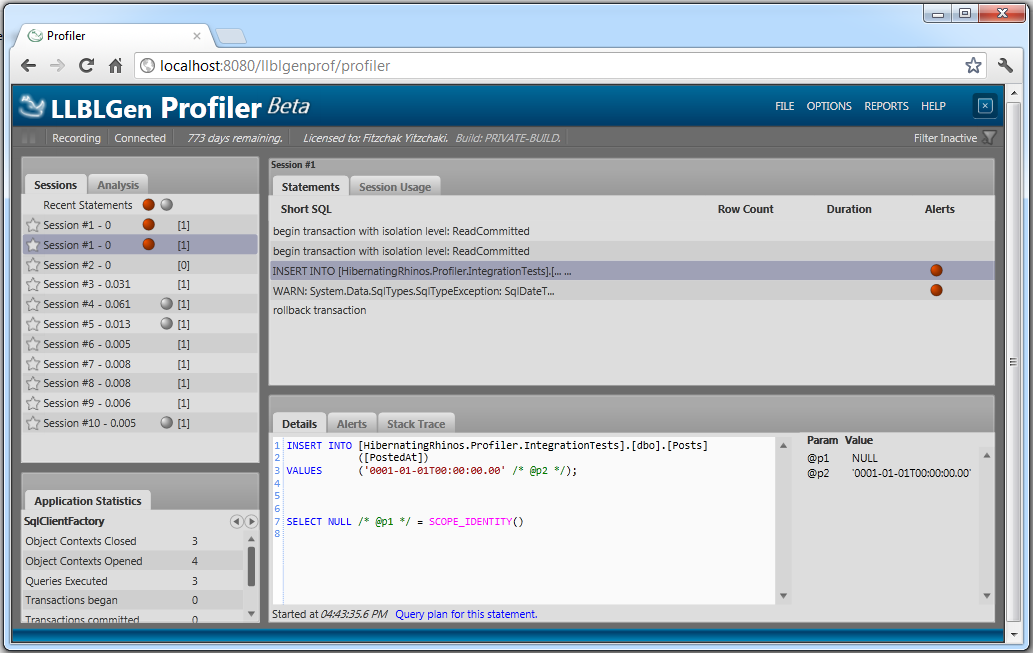 Profiler
localhost:8080/llblgenprof/profiler
LLBLGen Profiler Beta
FILE OPTIONS REPORTS HELP
Recording Connected 773 days remaining. Licensed to: Fitzchak Yitzchaki. Build: PRIVATE-BUILD. Filter Inactive
Sessions Analysis
Recent Statements
Session #1 - 0 [1]
Session #1 - 0 [1]
Session #2 - 0 [0]
Session #3 - 0.031 [1]
Session #4 - 0.061 [1]
Session #5 - 0.013 [1]
Session #6 - 0.005 [1]
Session #7 - 0.008 [1]
Session #8 - 0.008 [1]
Session #9 - 0.006 [1]
Session #10 - 0.005 [1]
Application Statistics
SqlClientFactory
Object Contexts Closed 3
Object Contexts Opened 4
Queries Executed 3
Transactions began 0
Transactions committed 0
Session #1
Statements Session Usage
Short SQL Row Count Duration Alerts
begin transaction with isolation level: ReadCommitted
begin transaction with isolation level: ReadCommitted
INSERT INTO [HibernatingRhinos.Profiler.IntegrationTests].[... ...
WARN: System.Data.SqlTypes.SqlTypeException: SqlDateT...
rollback transaction
Details Alerts Stack Trace
1 INSERT INTO [HibernatingRhinos.Profiler.IntegrationTests].[dbo].[Posts]
2 ([PostedAt])
3 VALUES ('0001-01-01T00:00:00.00' /* @p2 */);
4
5
6
7 SELECT NULL /* @p1 */ = SCOPE_IDENTITY()
8
Param Value
@p1 NULL
@p2 '0001-01-01T00:00:00.00'
Started at 04:43:35.6 PM Query plan for this statement.